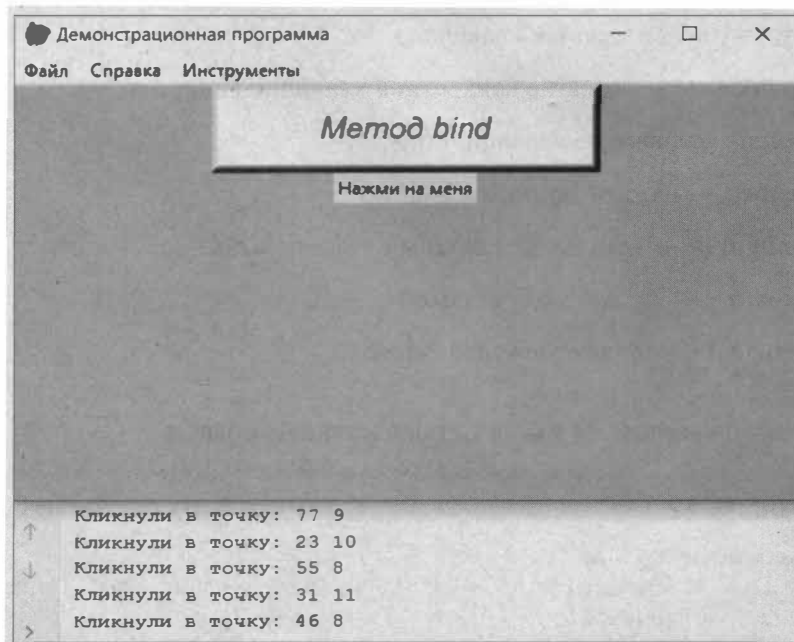 Демонстрационная программа
Файл Справка Инструменты
Метод bind
Нажми на меня
Кликнули в точку: 77 9
Кликнули в точку: 23 10
Кликнули в точку: 55 8
Кликнули в точку: 31 11
Кликнули в точку: 46 8